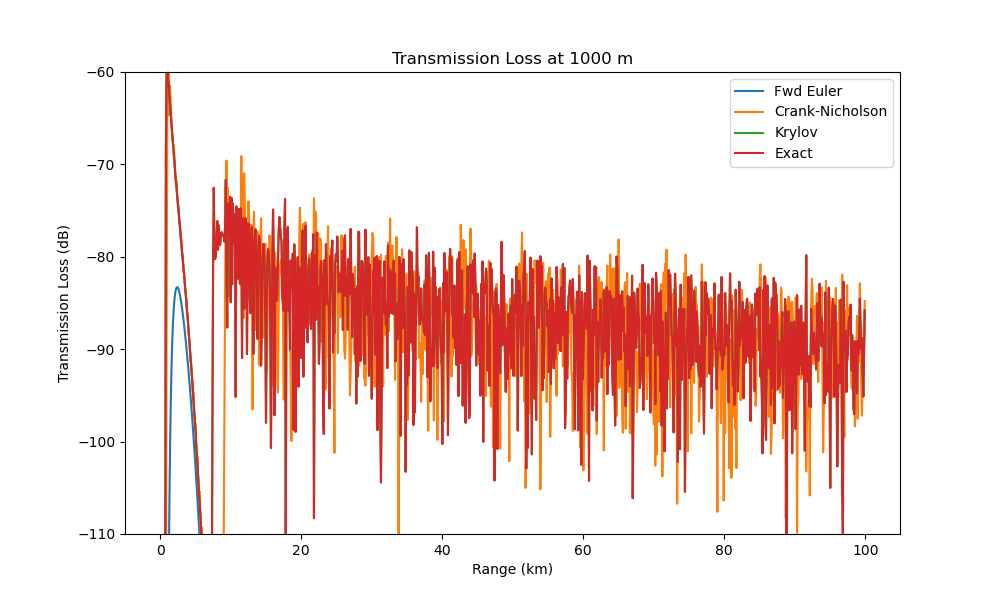 Transmission Loss at 1000 m
Transmission Loss (dB)
−60
−70
−80
−90
−100
−110
Fwd Euler
Crank-Nicholson
Krylov
Exact
0
20
40
60
80
100
Range (km)